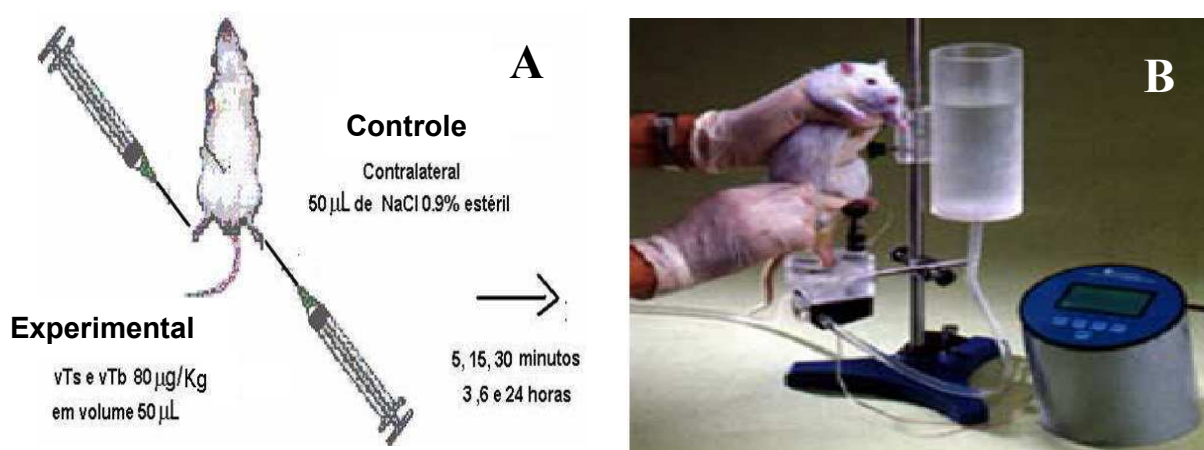 A
Controle
Contralateral
50 µL de NaCl 0.9% estéril
Experimental
vTs e vTb 80 µg/Kg
em volume 50 µL
5, 15, 30 minutos
3 ,6 e 24 horas
B